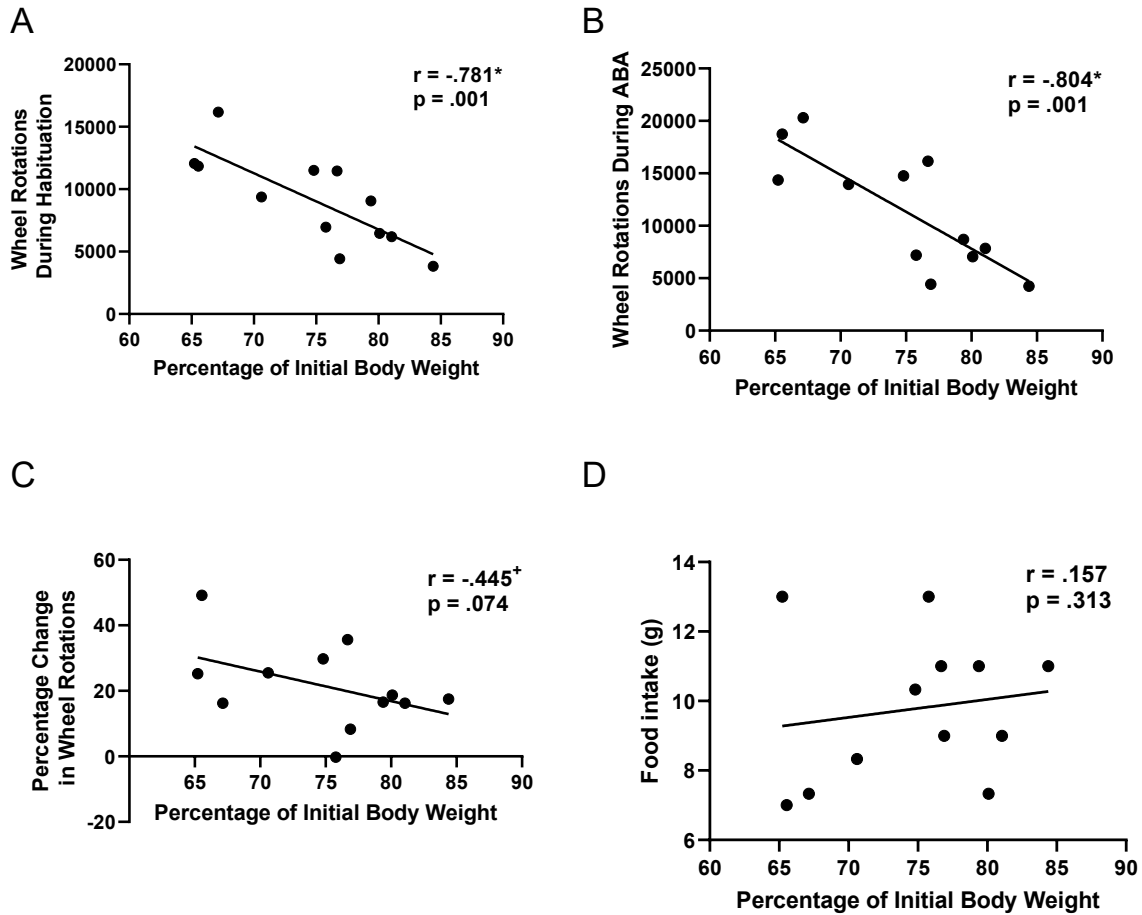 A
Wheel Rotations
During Habituation
20000
15000
10000
5000
0
r = -.781*
p = .001
60 65 70 75 80 85 90
Percentage of Initial Body Weight
B
Wheel Rotations During ABA
25000
20000
15000
10000
5000
0
r = -.804*
p = .001
60 65 70 75 80 85 90
Percentage of Initial Body Weight
C
Percentage Change
in Wheel Rotations
60
40
20
0
-20
r = -.445+
p = .074
65 70 75 80 85 90
Percentage of Initial Body Weight
D
Food intake (g)
14
12
10
8
6
r = .157
p = .313
60 65 70 75 80 85 90
Percentage of Initial Body Weight